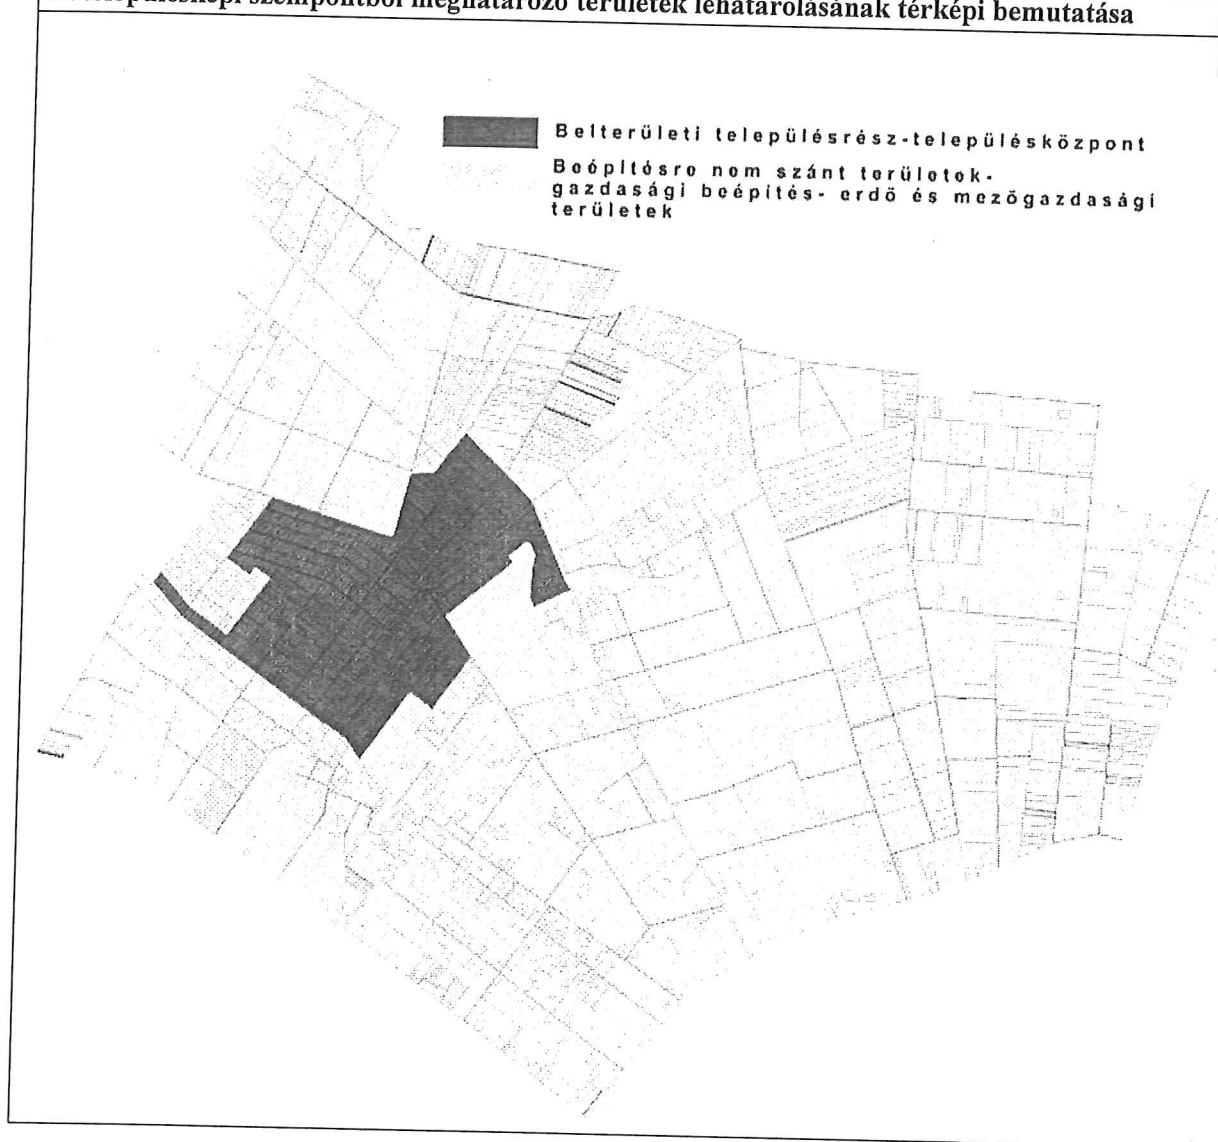 településképi szempontból meghatározó területek lehatárolásának térképi bemutatása
Belterületi településrész-településközpont
Beépítésre nem szánt területek-
gazdasági beépítés- erdő és mezőgazdasági
területek